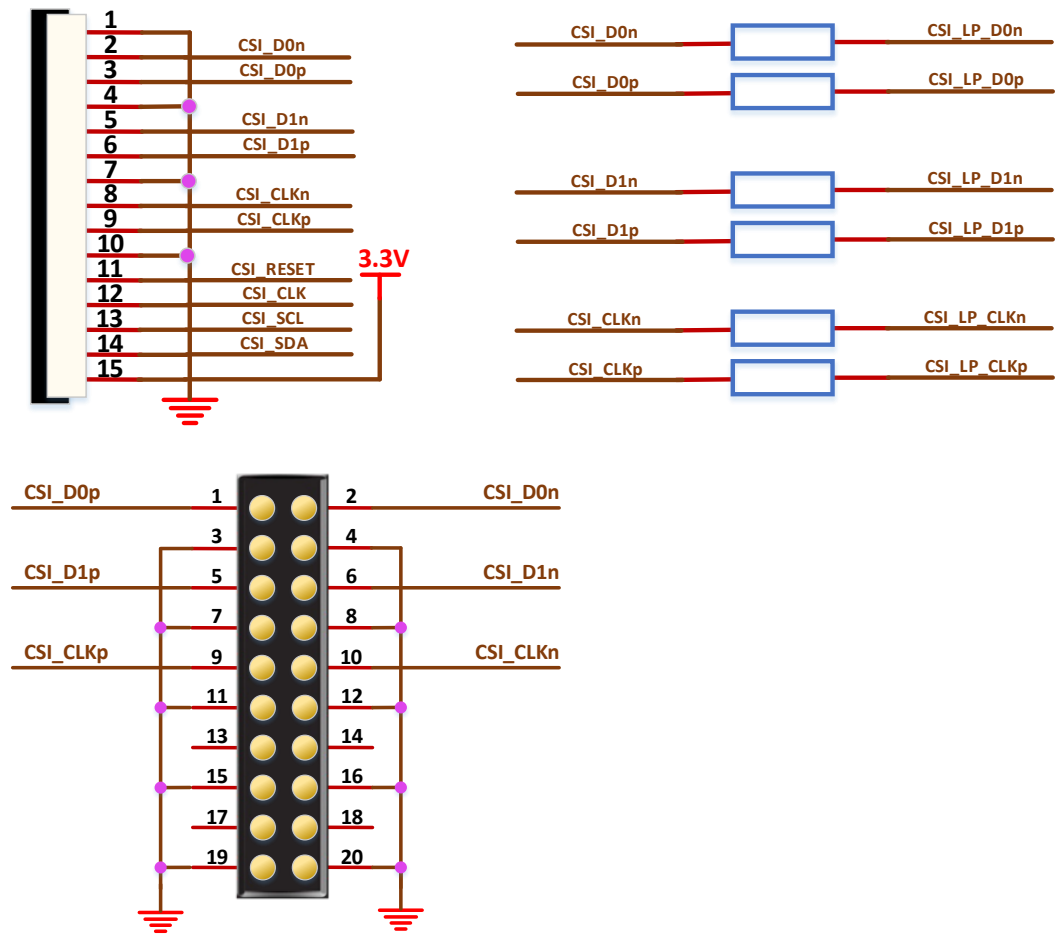 1
2 CSI_D0n
3 CSI_D0p
4
5 CSI_D1n
6 CSI_D1p
7
8 CSI_CLKn
9 CSI_CLKp
10
3.3V
11 CSI_RESET
12 CSI_CLK
13 CSI_SCL
14 CSI_SDA
15
CSI_D0n CSI_LP_D0n
CSI_D0p CSI_LP_D0p
CSI_D1n CSI_LP_D1n
CSI_D1p CSI_LP_D1p
CSI_CLKn CSI_LP_CLKn
CSI_CLKp CSI_LP_CLKp
CSI_D0p 1 2 CSI_D0n
3 4
CSI_D1p 5 6 CSI_D1n
7 8
CSI_CLKp 9 10 CSI_CLKn
11 12
13 14
15 16
17 18
19 20